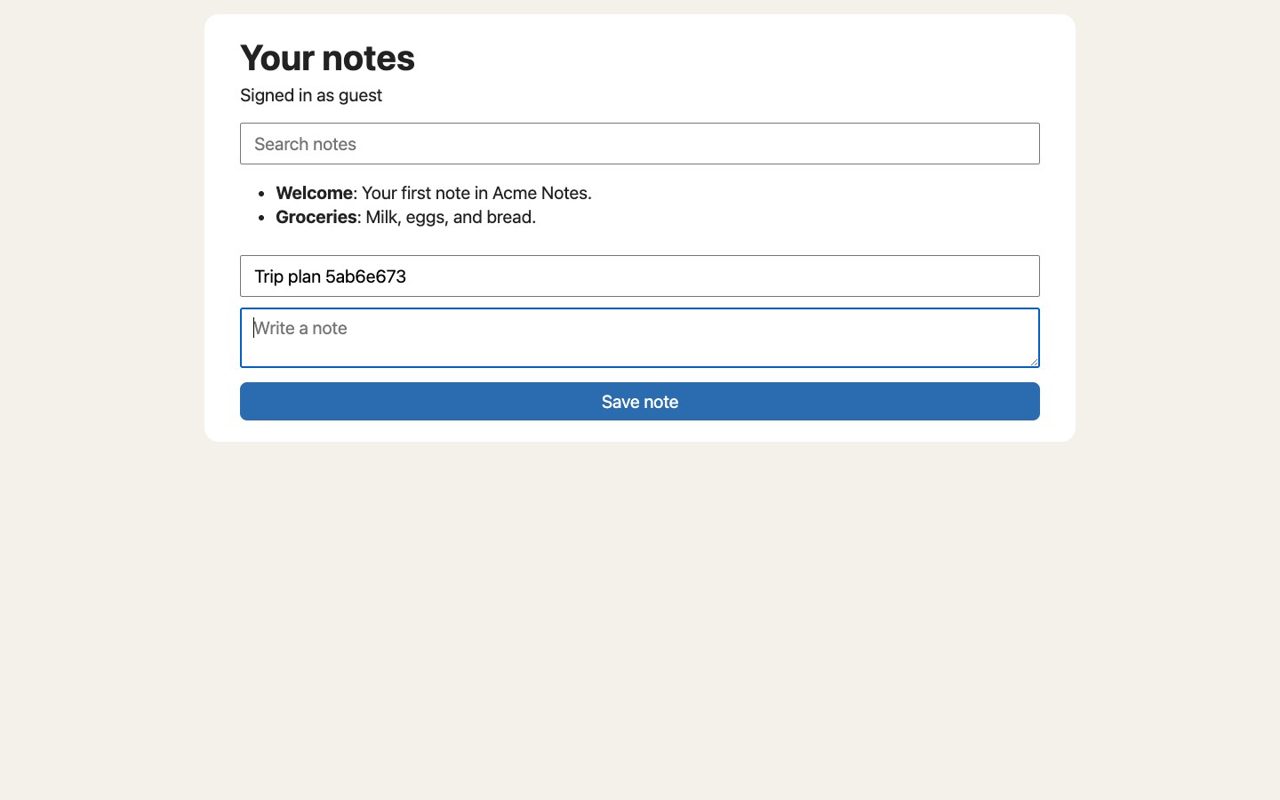 Your notes
Signed in as guest
Search notes
Welcome: Your first note in Acme Notes.
Groceries: Milk, eggs, and bread.
Trip plan 5ab6e673
Write a note
Save note